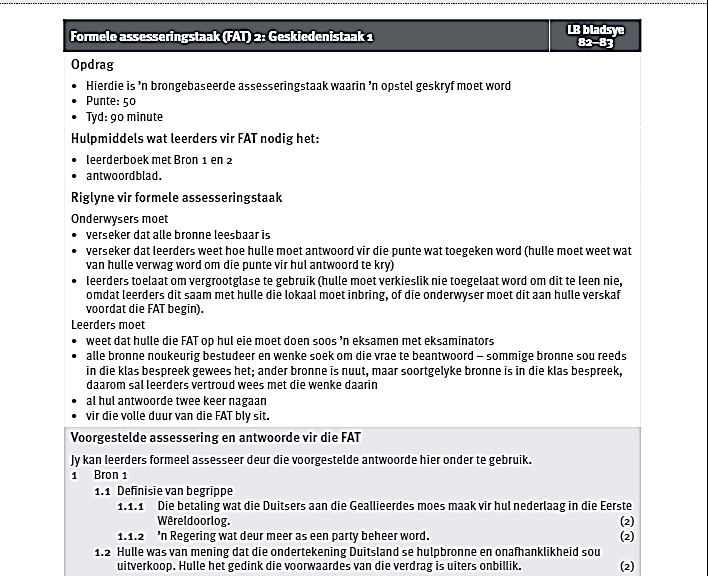 Formele assesseringstaak (FAT) 2: Geskiedenistaak 1
LB bladsye
82–83
Opdrag
• Hierdie is 'n brongebaseerde assesseringstaak waarin 'n opstel geskryf moet word
• Punte: 50
• Tyd: 90 minute
Hulpmiddels wat leerders vir FAT nodig het:
• leerderboek met Bron 1 en 2
• antwoordblad.
Riglyne vir formele assesseringstaak
Onderwysers moet
• verseker dat alle bronne leesbaar is
• verseker dat leerders weet hoe hulle moet antwoord vir die punte wat toegeken word (hulle moet weet wat
van hulle verwag word om die punte vir hul antwoord te kry)
• leerders toelaat om vergrootglase te gebruik (hulle moet verkieslik nie toegelaat word om dit te leen nie,
omdat leerders dit saam met hulle die lokaal moet inbring, of die onderwyser moet dit aan hulle verskaf
voordat die FAT begin).
Leerders moet
• weet dat hulle die FAT op hul eie moet doen soos 'n eksamen met eksaminators
• alle bronne noukeurig bestudeer en wenke soek om die vrae te beantwoord – sommige bronne sou reeds
in die klas bespreek gewees het; ander bronne is nuut, maar soortgelyke bronne is in die klas bespreek,
daarom sal leerders vertroud wees met die wenke daarin
• al hul antwoorde twee keer nagaan
• vir die volle duur van die FAT bly sit.
Voorgestelde assessering en antwoorde vir die FAT
Jy kan leerders formeel assesseer deur die voorgestelde antwoorde hier onder te gebruik.
1 Bron 1
1.1 Definisie van begrippe
1.1.1 Die betaling wat die Duitsers aan die Geallieerdes moes maak vir hul nederlaag in die Eerste
Wêreldoorlog. (2)
1.1.2 'n Regering wat deur meer as een party beheer word. (2)
1.2 Hulle was van mening dat die ondertekening Duitsland se hulpbronne en onafhanklikheid sou
uitverkoop. Hulle het gedink die voorwaardes van die verdrag is uiters onbillik. (2)